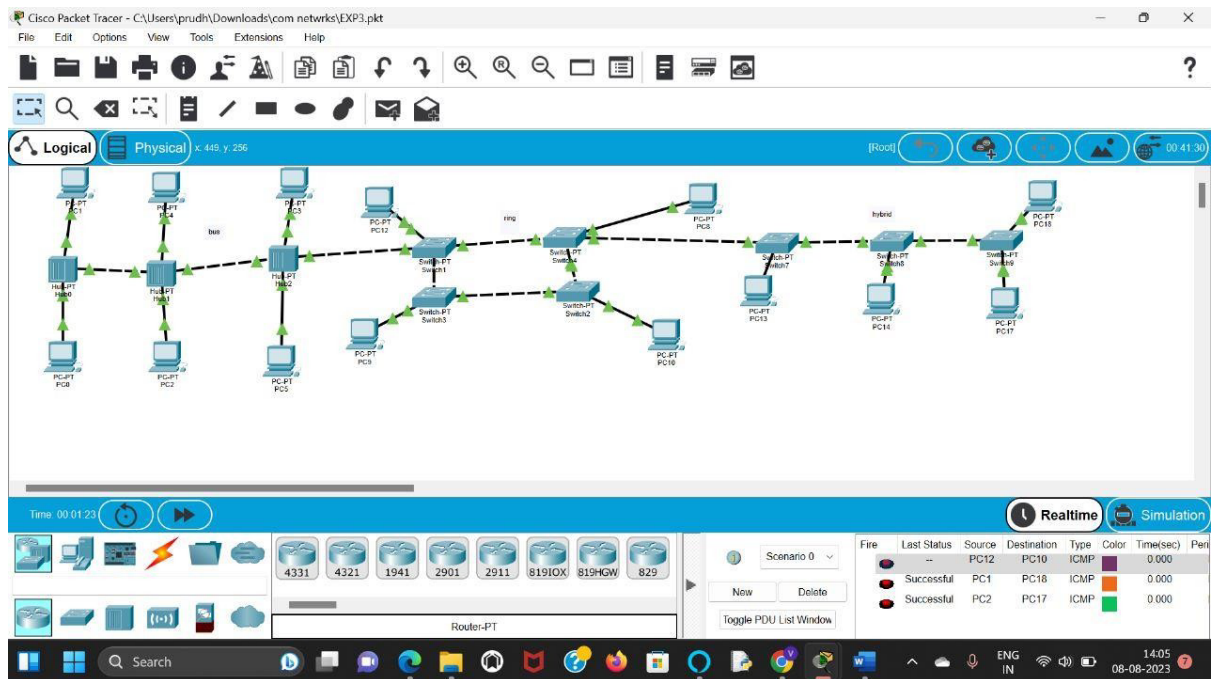 Cisco Packet Tracer - C:\Users\prudh\Downloads\com netwrks\EXP3.pkt
File Edit Options View Tools Extensions Help
?
Logical Physical x: 449, y: 256 [Root] 00:41:30
PC-PT
PC1
PC-PT
PC4
PC-PT
PC3
bus
PC-PT
PC12
ring
PC-PT
PC8
hybrid
PC-PT
PC18
Hub-PT
Hub0
Hub-PT
Hub1
Hub-PT
Hub2
Switch-PT
Switch1
Switch-PT
Switch4
Switch-PT
Switch7
Switch-PT
Switch8
Switch-PT
Switch9
Switch-PT
Switch3
Switch-PT
Switch2
PC-PT
PC13
PC-PT
PC14
PC-PT
PC17
PC-PT
PC9
PC-PT
PC10
PC-PT
PC0
PC-PT
PC2
PC-PT
PC5
Time: 00:01:23 Realtime Simulation
4331 4321 1941 2901 2911 819IOX 819HGW 829
Router-PT
Scenario 0
New Delete
Toggle PDU List Window
Fire Last Status Source Destination Type Color Time(sec) Peri
-- PC12 PC10 ICMP 0.000
Successful PC1 PC18 ICMP 0.000
Successful PC2 PC17 ICMP 0.000
Search
ENG
IN
14:05
08-08-2023
7